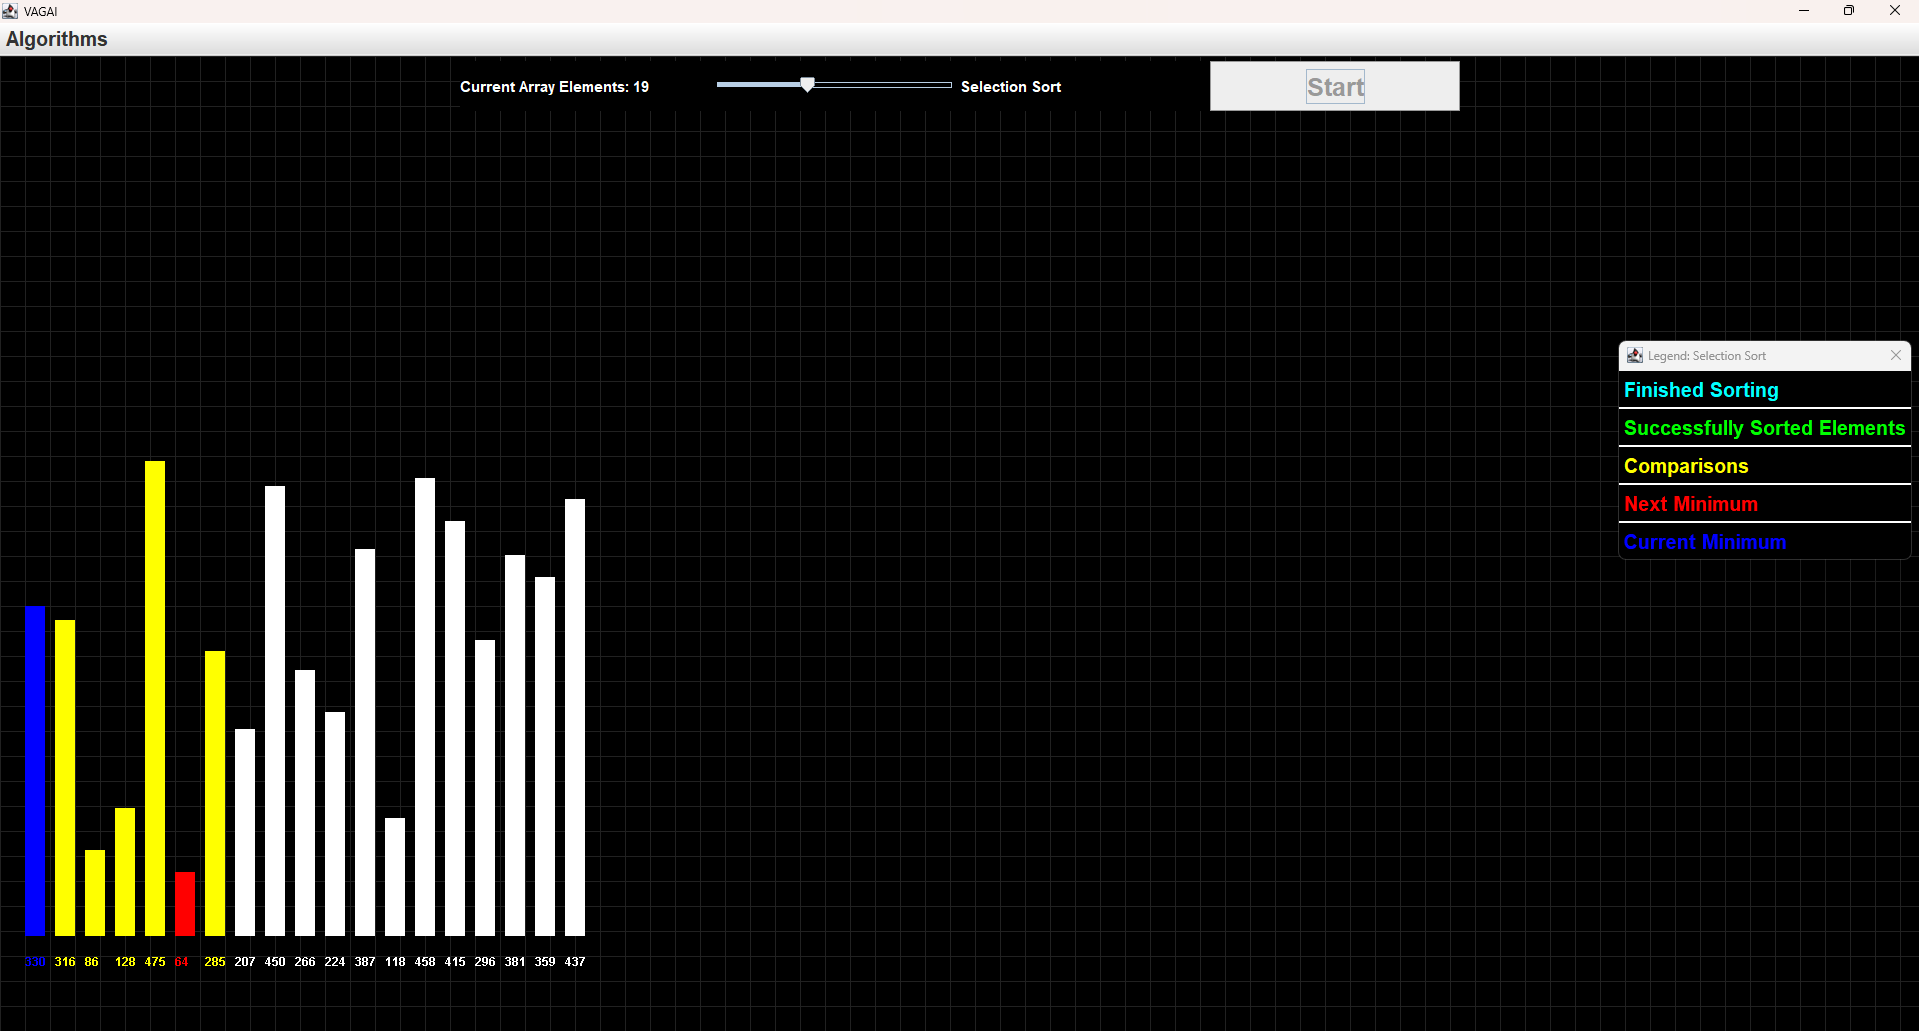 VAGAI
Algorithms
Current Array Elements: 19 Selection Sort Start
Legend: Selection Sort
Finished Sorting
Successfully Sorted Elements
Comparisons
Next Minimum
Current Minimum
330 316 86 128 475 64 285 207 450 266 224 387 118 458 415 296 381 359 437